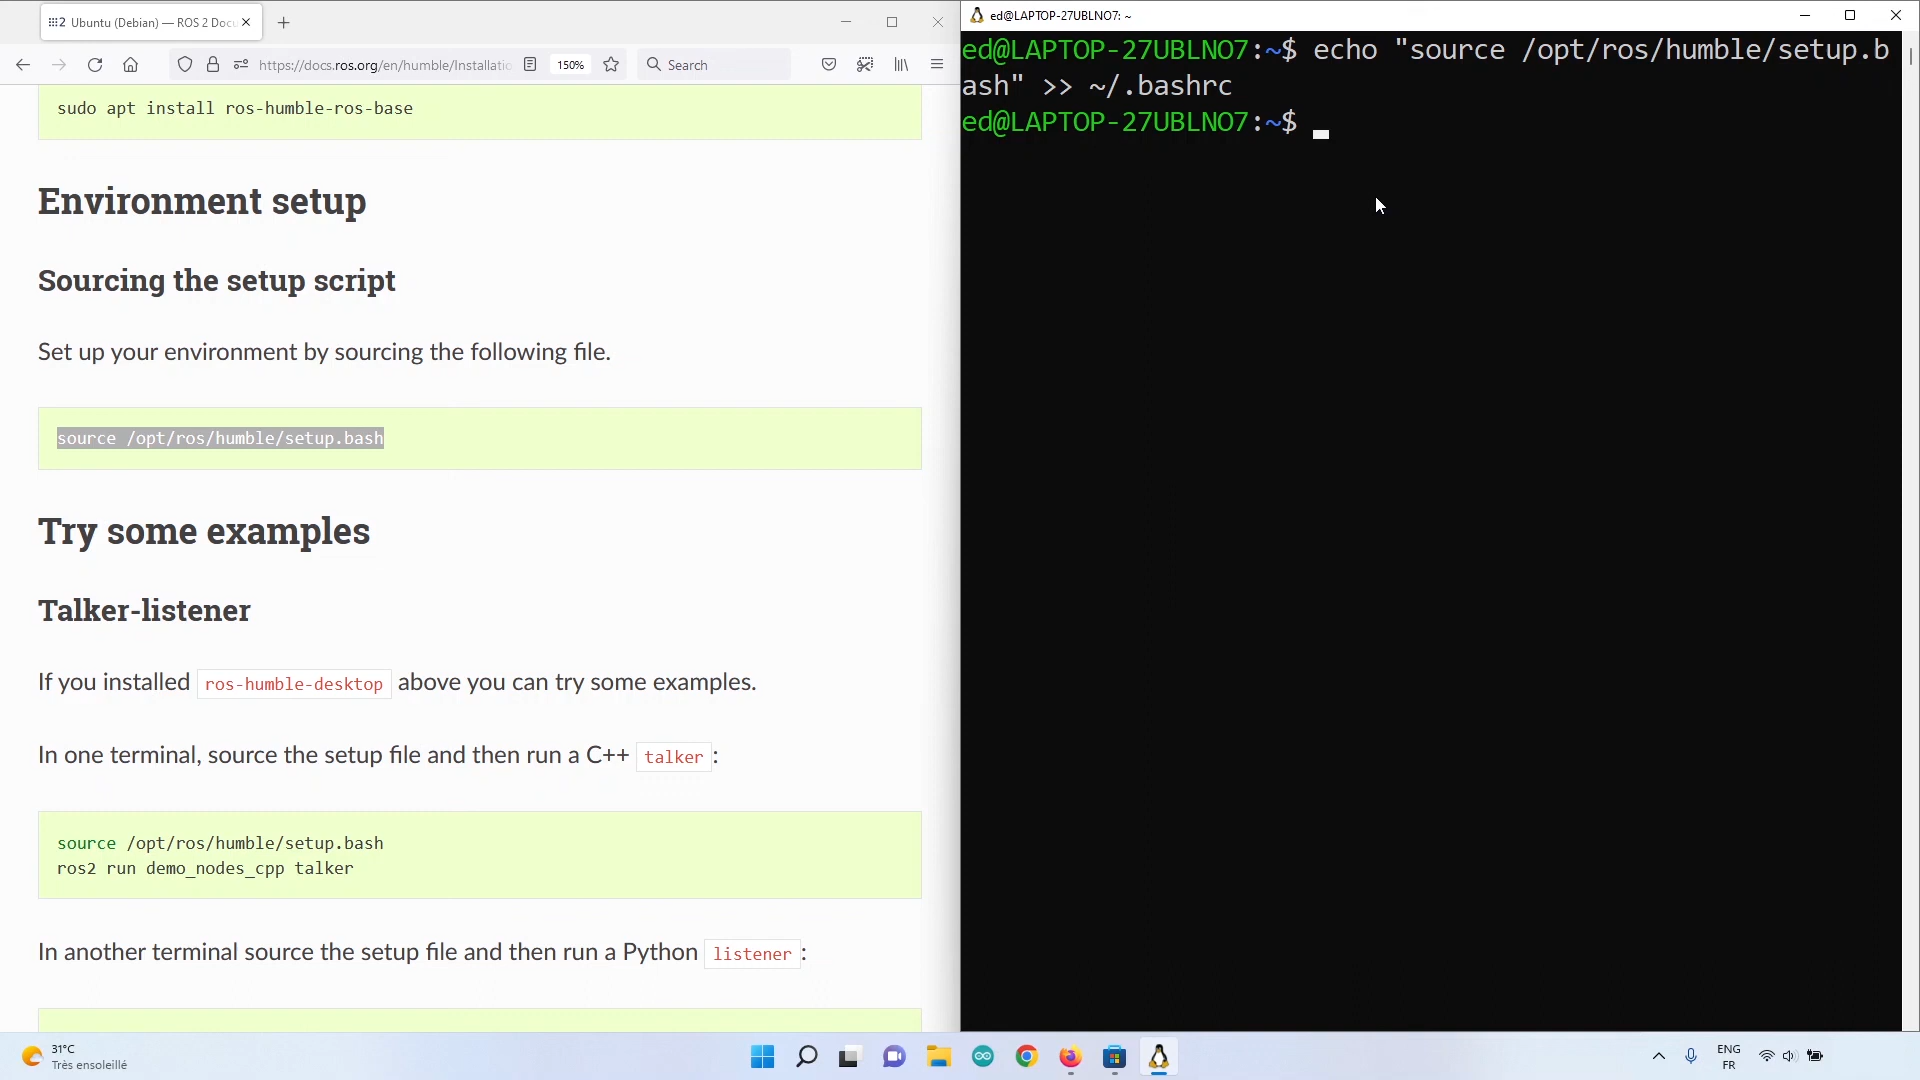 Ubuntu (Debian) — ROS 2 Docu
https://docs.ros.org/en/humble/Installatio
150%
Search
sudo apt install ros-humble-ros-base
Environment setup
Sourcing the setup script
Set up your environment by sourcing the following file.
source /opt/ros/humble/setup.bash
Try some examples
Talker-listener
If you installed ros-humble-desktop above you can try some examples.
In one terminal, source the setup file and then run a C++ talker :
source /opt/ros/humble/setup.bash
ros2 run demo_nodes_cpp talker
In another terminal source the setup file and then run a Python listener :
ed@LAPTOP-27UBLNO7: ~
ed@LAPTOP-27UBLNO7:~$ echo "source /opt/ros/humble/setup.b
ash" >> ~/.bashrc
ed@LAPTOP-27UBLNO7:~$
31°C
Très ensoleillé
ENG
FR